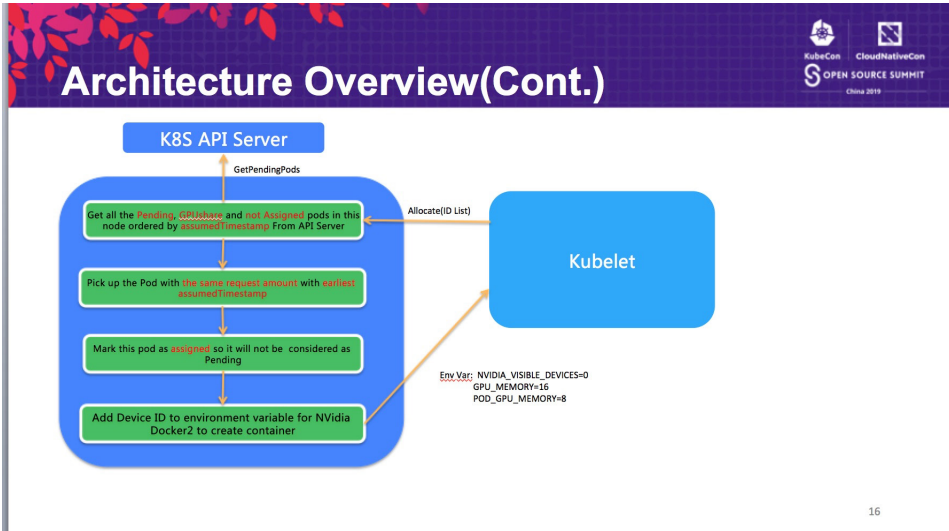 Architecture Overview(Cont.)
KubeCon
CloudNativeCon
OPEN SOURCE SUMMIT
China 2019
K8S API Server
GetPendingPods
Get all the Pending, GPUshare and not Assigned pods in this
node ordered by assumedTimestamp From API Server
Allocate(ID List)
Kubelet
Pick up the Pod with the same request amount with earliest
assumedTimestamp
Mark this pod as assigned so it will not be considered as
Pending
Env Var: NVIDIA_VISIBLE_DEVICES=0
GPU_MEMORY=16
POD_GPU_MEMORY=8
Add Device ID to environment variable for NVidia
Docker2 to create container
16